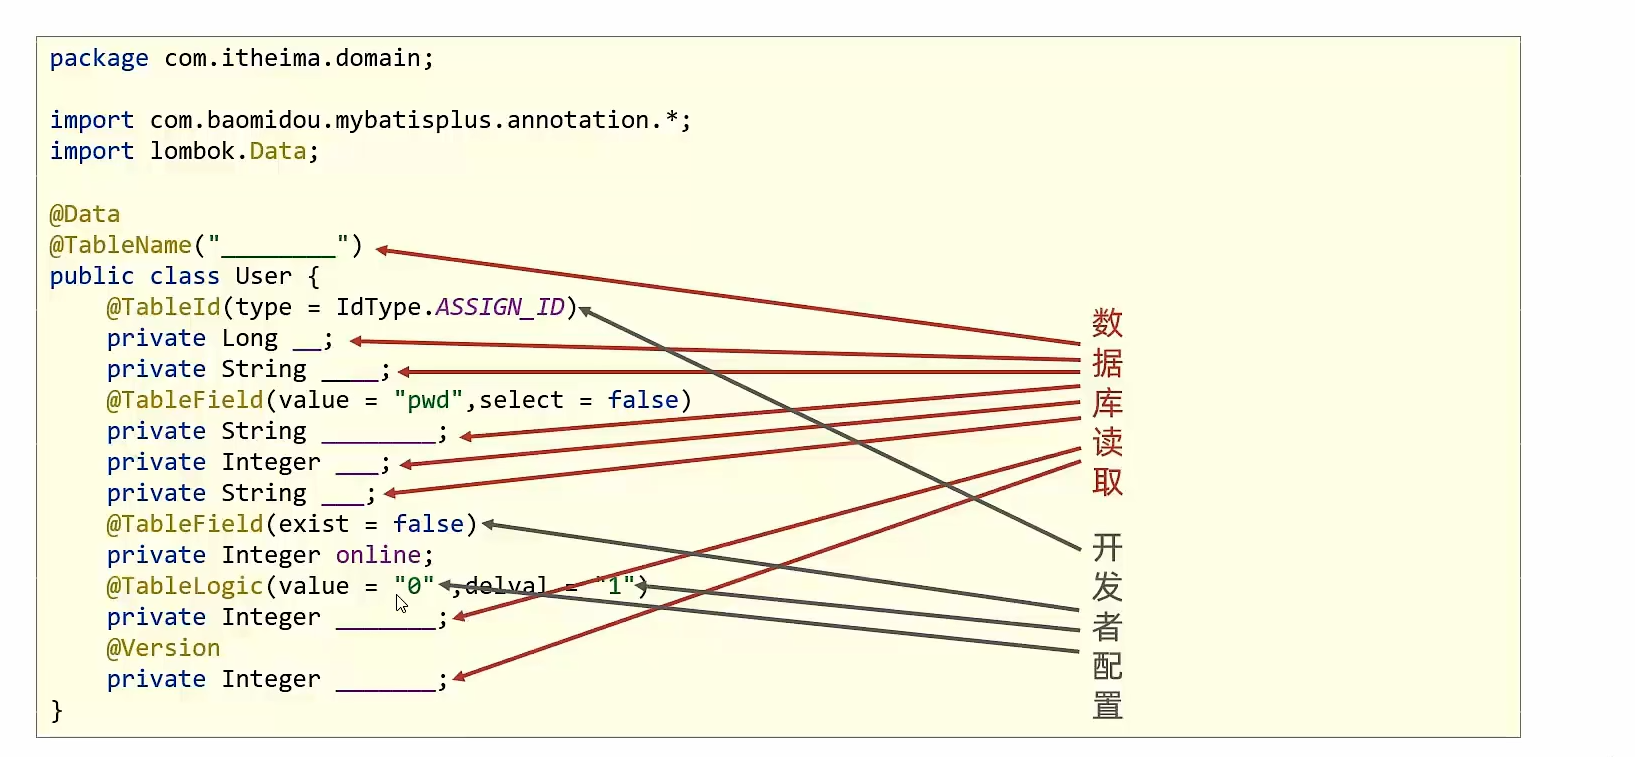 package com.itheima.domain;
import com.baomidou.mybatisplus.annotation.*;
import lombok.Data;
@Data
@TableName("________")
public class User {
@TableId(type = IdType.ASSIGN_ID)
private Long __;
private String ____;
@TableField(value = "pwd",select = false)
private String ________;
private Integer ___;
private String ___;
@TableField(exist = false)
private Integer online;
@TableLogic(value = "0" ,delval = "1")
private Integer _______;
@Version
private Integer _______;
}
数据库读取
开发者配置